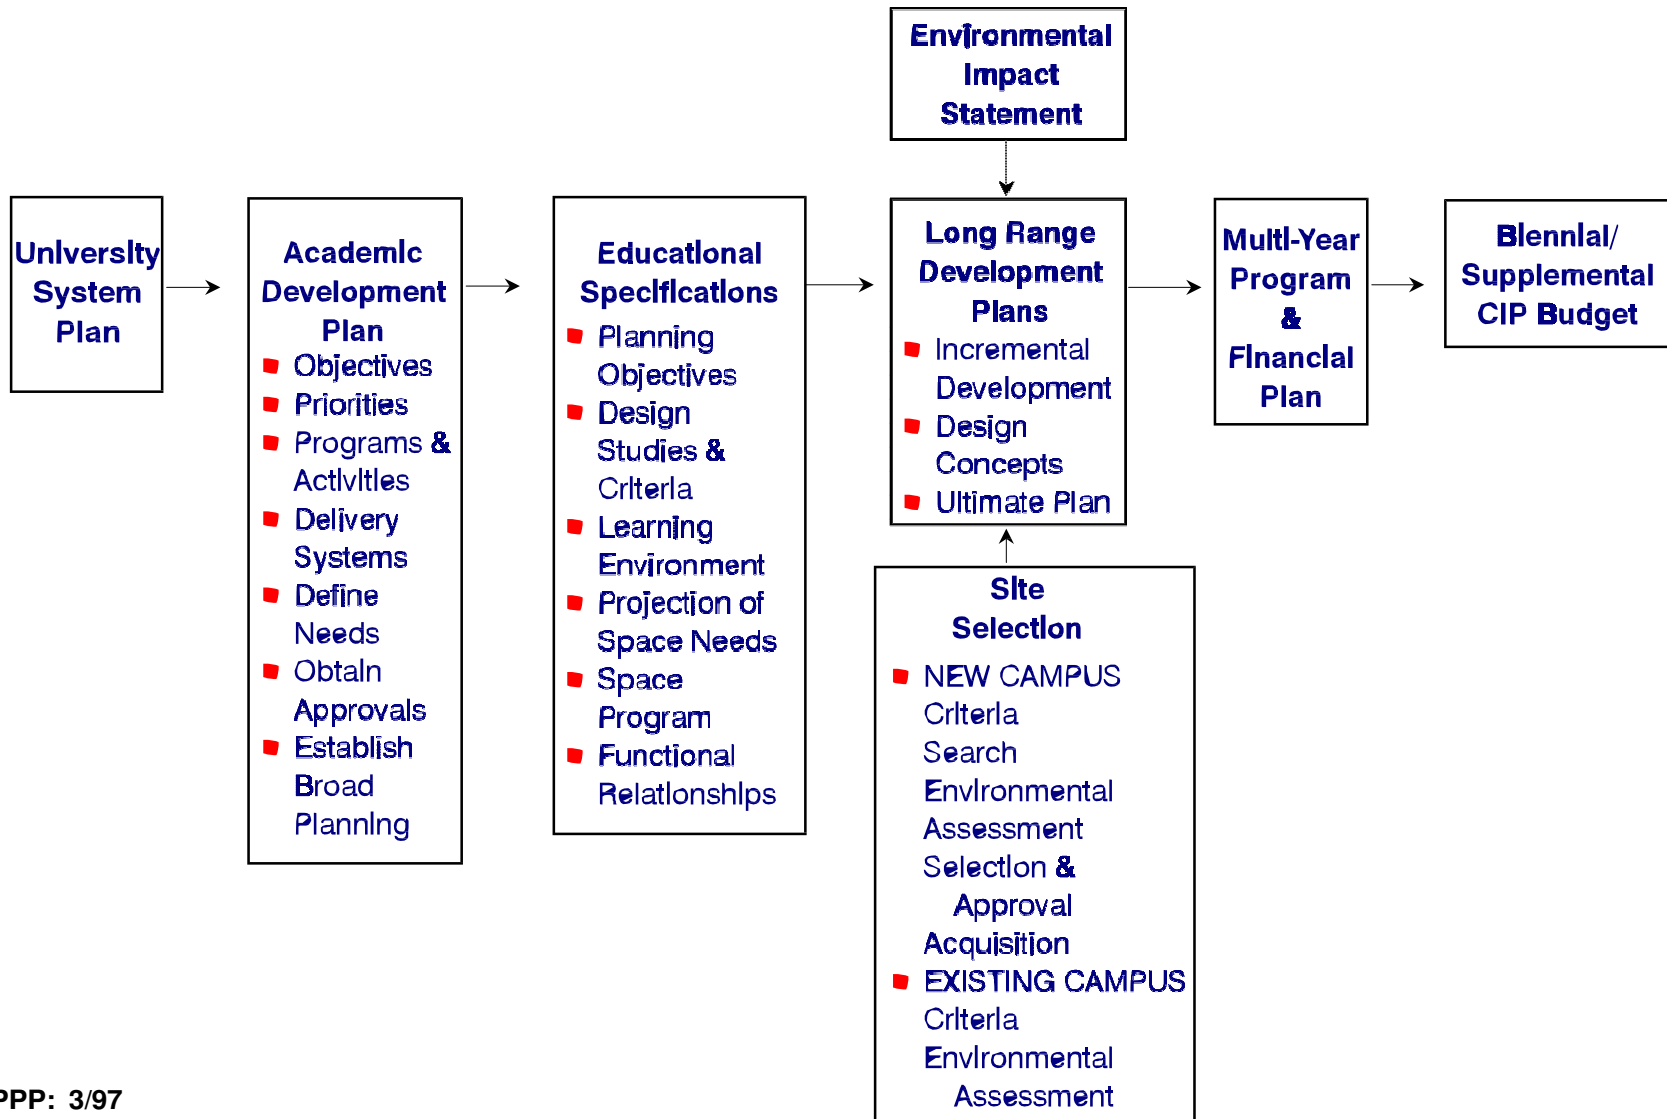 Environmental
Impact
Statement
University
System
Plan
Academic
Development
Plan
Objectives
Priorities
Programs &
Activities
Delivery
Systems
Define
Needs
Obtain
Approvals
Establish
Broad
Planning
Educational
Specifications
Planning
Objectives
Design
Studies &
Criteria
Learning
Environment
Projection of
Space Needs
Space
Program
Functional
Relationships
Long Range
Development
Plans
Incremental
Development
Design
Concepts
Ultimate Plan
Multi-Year
Program
&
Financial
Plan
Biennial/
Supplemental
CIP Budget
Site
Selection
NEW CAMPUS
Criteria
Search
Environmental
Assessment
Selection &
Approval
Acquisition
EXISTING CAMPUS
Criteria
Environmental
Assessment
PPP: 3/97